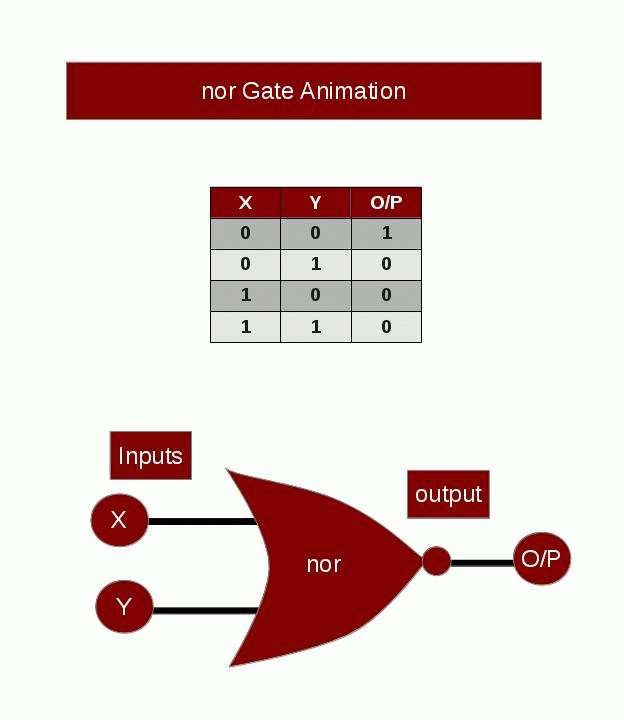 nor Gate Animation
X Y O/P
0 0 1
0 1 0
1 0 0
1 1 0
Inputs
output
X
nor
O/P
Y